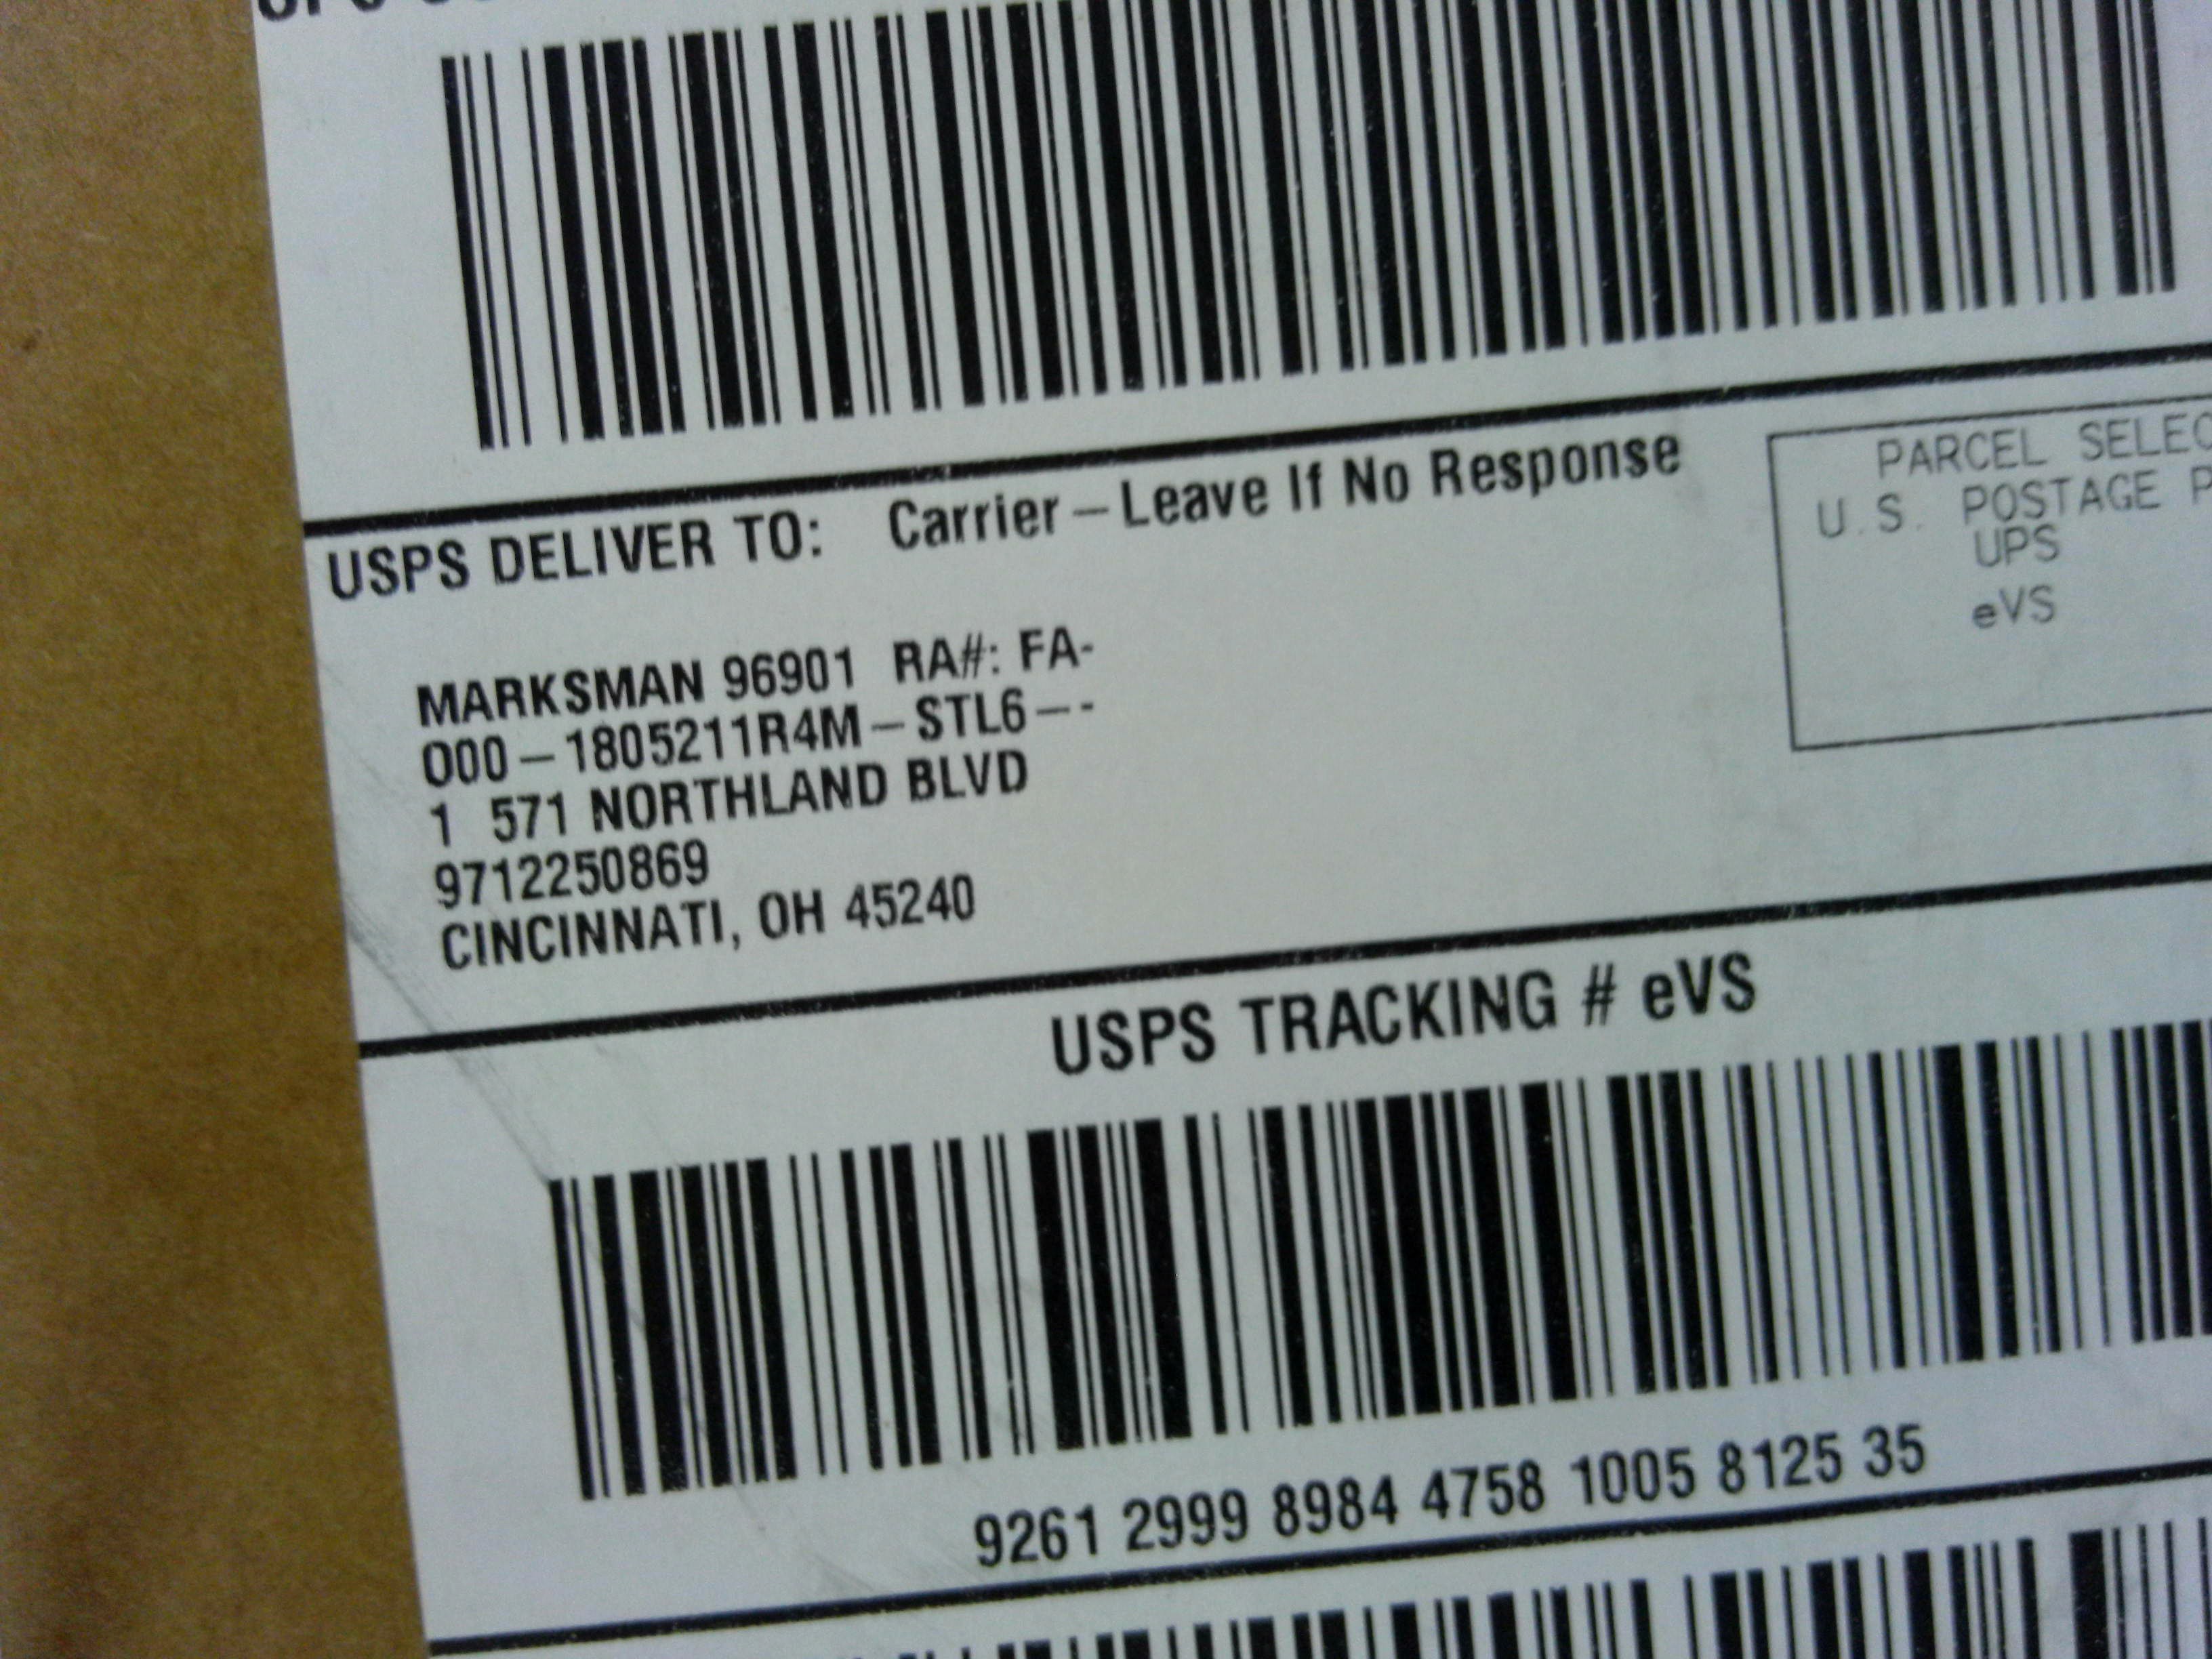 USPS DELIVER TO: Carrier – Leave If No Response
PARCEL
U.S. POSTAGE
UPS
eVS
MARKSMAN 96901 RA#: FA-
000 – 1805211R4M – STL6 – -
1 571 NORTHLAND BLVD
9712250869
CINCINNATI, OH 45240
USPS TRACKING # eVS
9261 2999 8984 4758 1005 8125 35